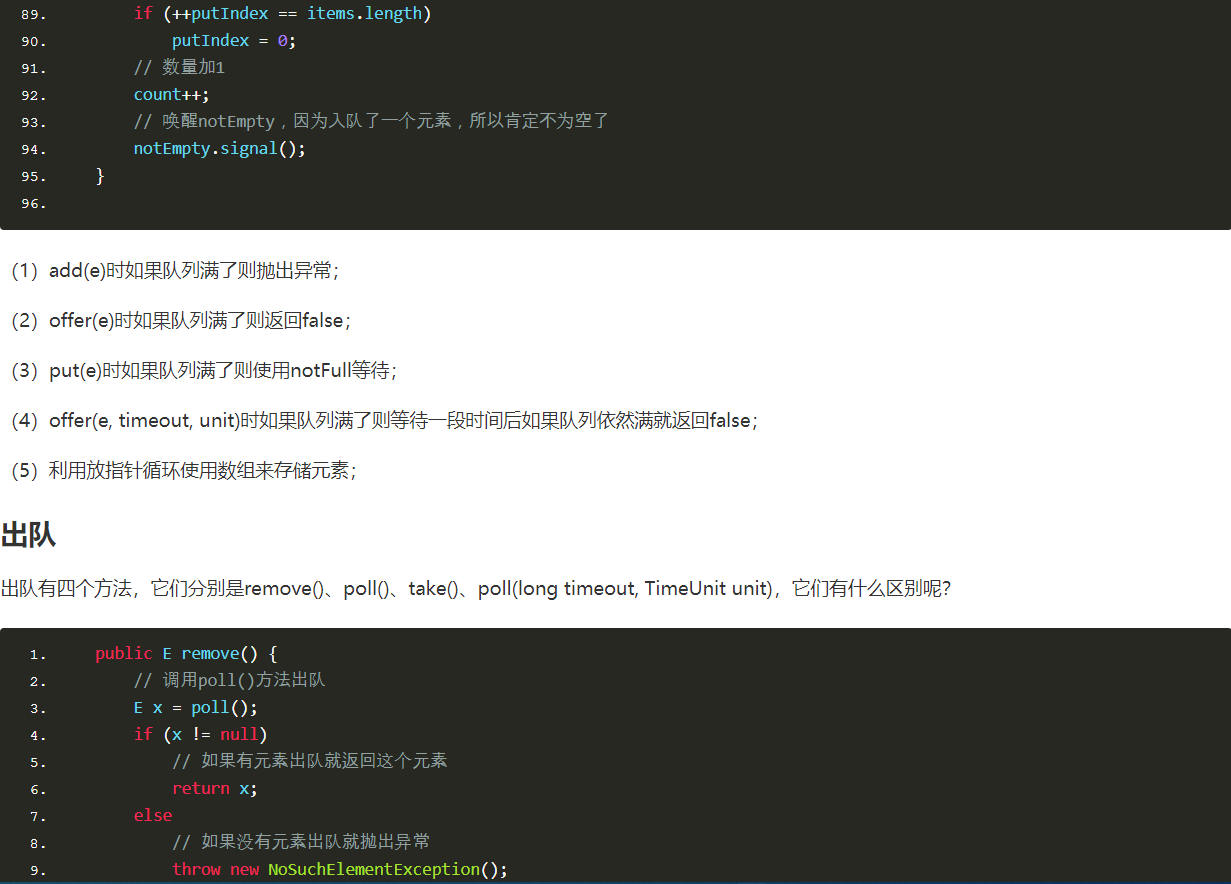 89. if (++putIndex == items.length)
90. putIndex = 0;
91. // 数量加1
92. count++;
93. // 唤醒notEmpty，因为入队了一个元素，所以肯定不为空了
94. notEmpty.signal();
95. }
96.
（1）add(e)时如果队列满了则抛出异常；
（2）offer(e)时如果队列满了则返回false；
（3）put(e)时如果队列满了则使用notFull等待；
（4）offer(e, timeout, unit)时如果队列满了则等待一段时间后如果队列依然满就返回false；
（5）利用放指针循环使用数组来存储元素；
出队
出队有四个方法，它们分别是remove()、poll()、take()、poll(long timeout, TimeUnit unit)，它们有什么区别呢？
1. public E remove() {
2. // 调用poll()方法出队
3. E x = poll();
4. if (x != null)
5. // 如果有元素出队就返回这个元素
6. return x;
7. else
8. // 如果没有元素出队就抛出异常
9. throw new NoSuchElementException();